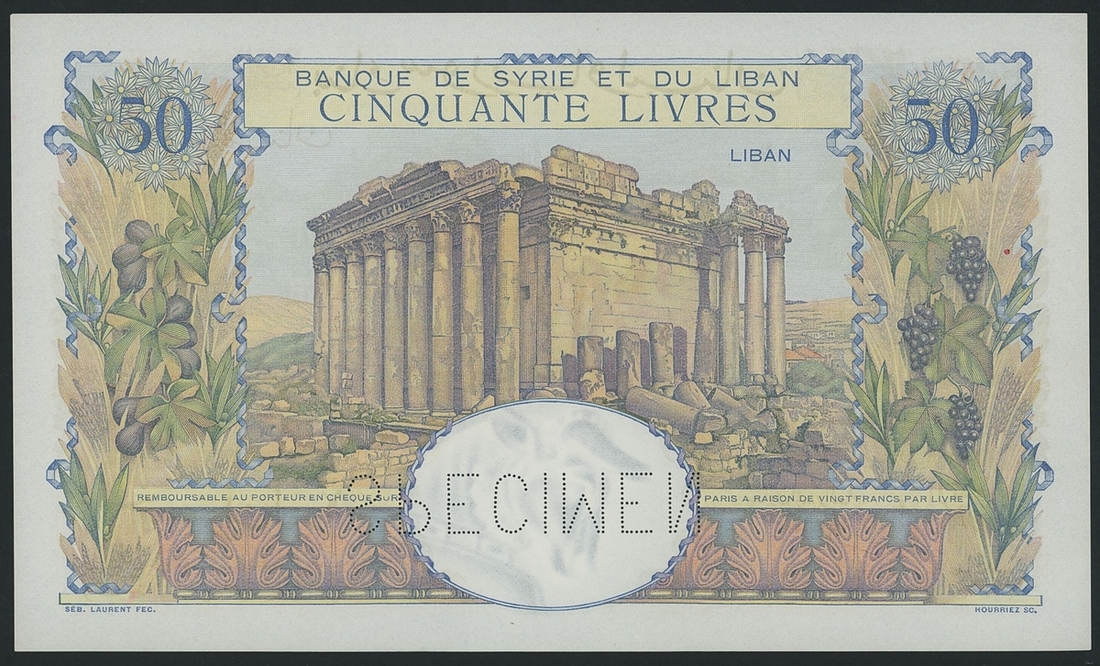 BANQUE DE SYRIE ET DU LIBAN
CINQUANTE LIVRES
50
50
LIBAN
SPECIMEN
REMBOURSABLE AU PORTEUR EN CHEQUE SUR PARIS A RAISON DE VINGT FRANCS PAR LIVRE
SÉB. LAURENT FEC.
HOURRIEZ SC.